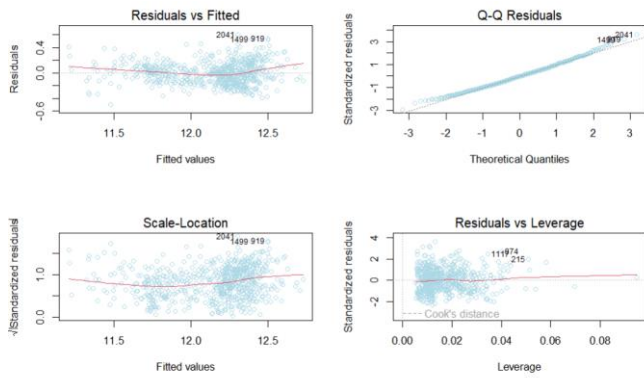 Residuals vs Fitted
Residuals
0.4
0.0
-0.6
2041
1499 919
11.5 12.0 12.5
Fitted values
Q-Q Residuals
Standardized residuals
3
1
-1
-3
2041
-3 -2 -1 0 1 2 3
Theoretical Quantiles
Scale-Location
√|Standardized residuals|
1.0
0.0
2041
1499 919
11.5 12.0 12.5
Fitted values
Residuals vs Leverage
Standardized residuals
4
2
0
-2
1117
974
215
Cook's distance
0.00 0.02 0.04 0.06 0.08
Leverage